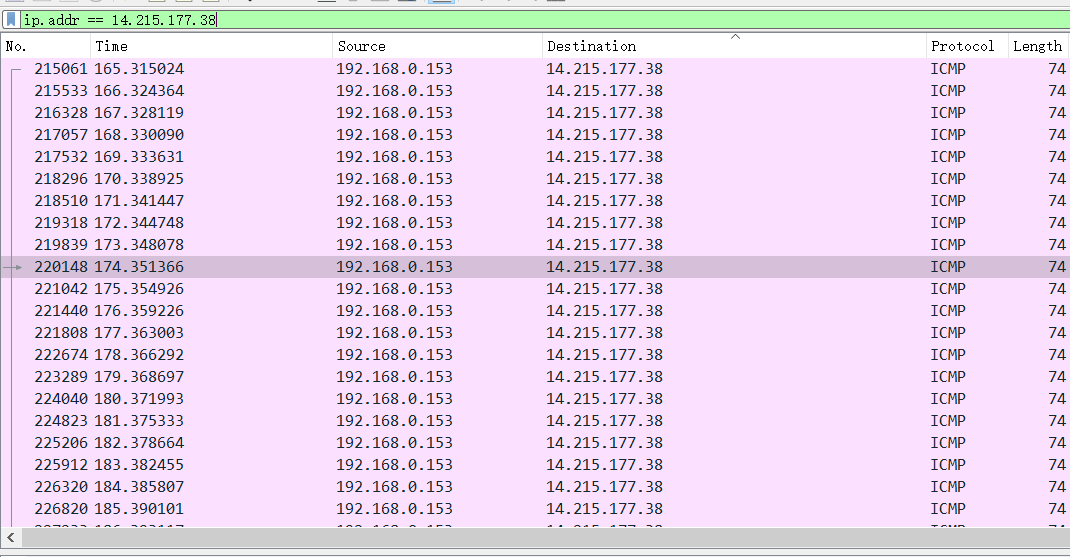 ip.addr == 14.215.177.38
No. Time Source Destination Protocol Length
215061 165.315024 192.168.0.153 14.215.177.38 ICMP 74
215533 166.324364 192.168.0.153 14.215.177.38 ICMP 74
216328 167.328119 192.168.0.153 14.215.177.38 ICMP 74
217057 168.330090 192.168.0.153 14.215.177.38 ICMP 74
217532 169.333631 192.168.0.153 14.215.177.38 ICMP 74
218296 170.338925 192.168.0.153 14.215.177.38 ICMP 74
218510 171.341447 192.168.0.153 14.215.177.38 ICMP 74
219318 172.344748 192.168.0.153 14.215.177.38 ICMP 74
219839 173.348078 192.168.0.153 14.215.177.38 ICMP 74
220148 174.351366 192.168.0.153 14.215.177.38 ICMP 74
221042 175.354926 192.168.0.153 14.215.177.38 ICMP 74
221440 176.359226 192.168.0.153 14.215.177.38 ICMP 74
221808 177.363003 192.168.0.153 14.215.177.38 ICMP 74
222674 178.366292 192.168.0.153 14.215.177.38 ICMP 74
223289 179.368697 192.168.0.153 14.215.177.38 ICMP 74
224040 180.371993 192.168.0.153 14.215.177.38 ICMP 74
224823 181.375333 192.168.0.153 14.215.177.38 ICMP 74
225206 182.378664 192.168.0.153 14.215.177.38 ICMP 74
225912 183.382455 192.168.0.153 14.215.177.38 ICMP 74
226320 184.385807 192.168.0.153 14.215.177.38 ICMP 74
226820 185.390101 192.168.0.153 14.215.177.38 ICMP 74